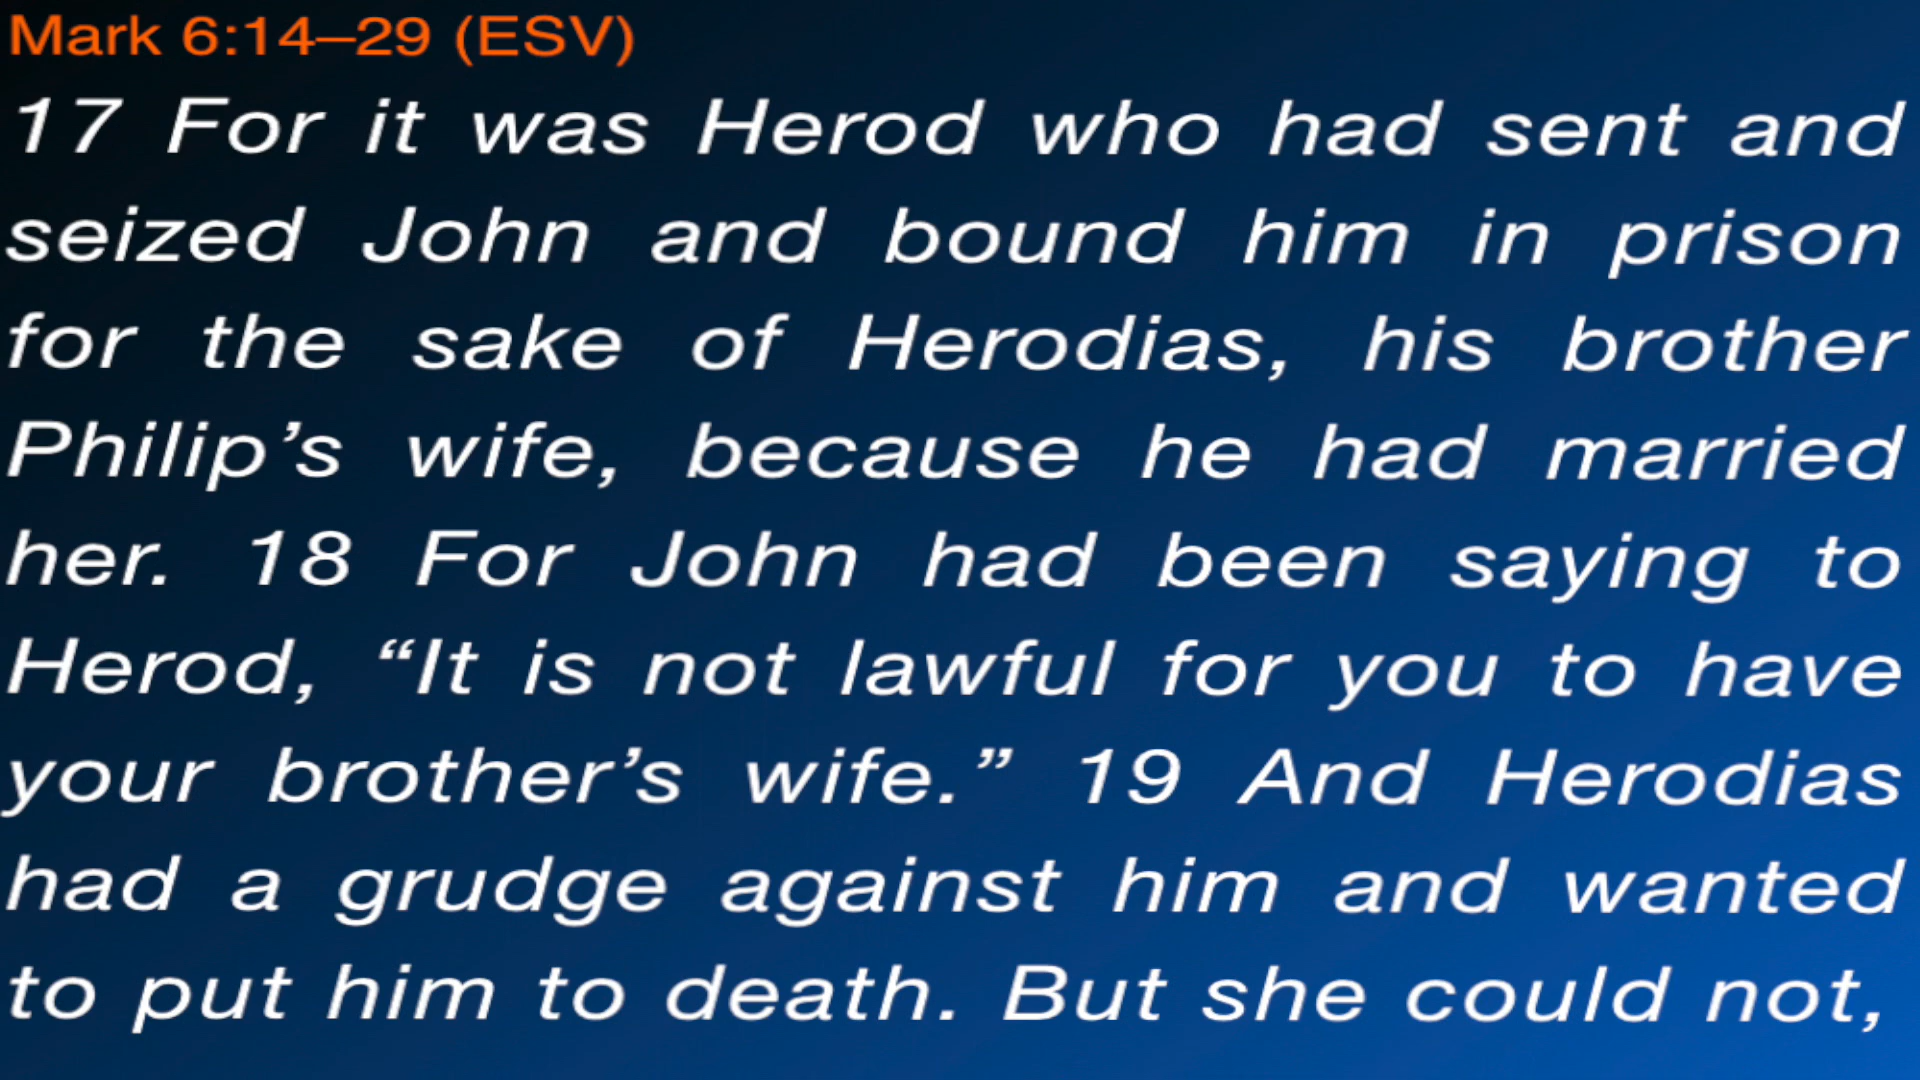 Mark 6:14–29 (ESV)
17 For it was Herod who had sent and
seized John and bound him in prison
for the sake of Herodias, his brother
Philip’s wife, because he had married
her. 18 For John had been saying to
Herod, “It is not lawful for you to have
your brother’s wife.” 19 And Herodias
had a grudge against him and wanted
to put him to death. But she could not,